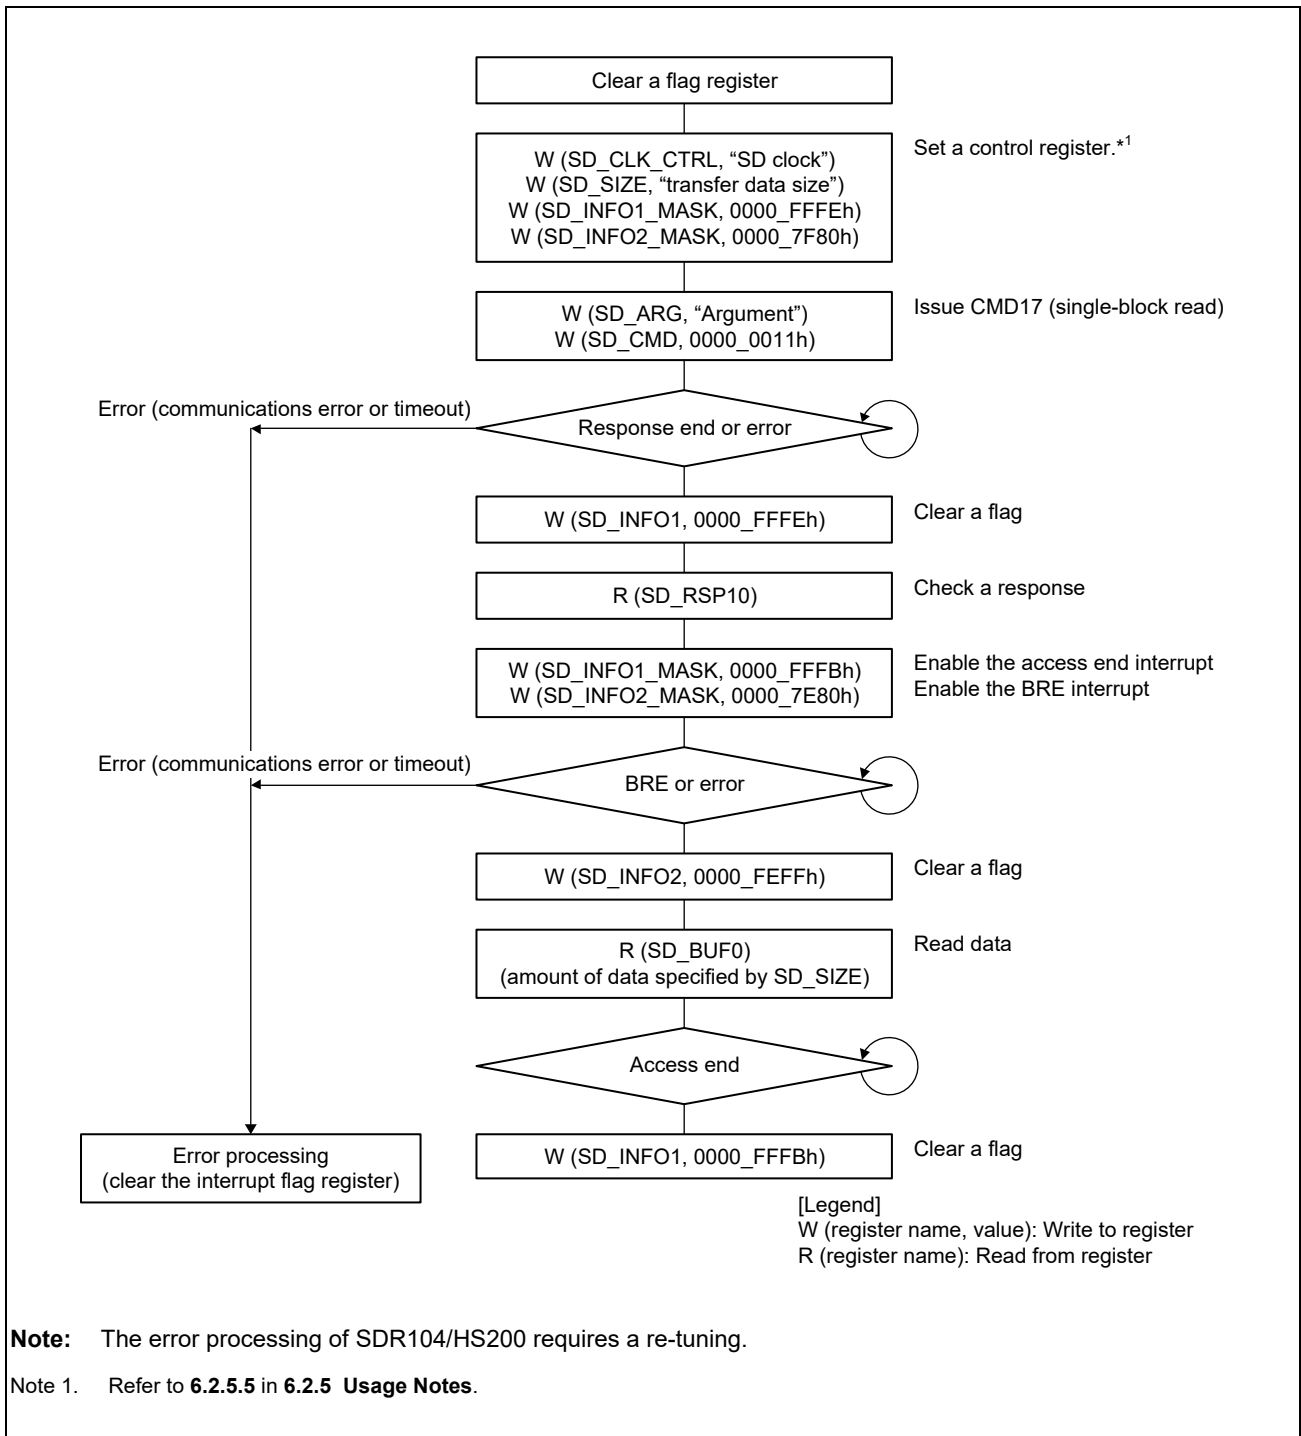 Clear a flag register
W (SD_CLK_CTRL, “SD clock”)
W (SD_SIZE, “transfer data size”)
W (SD_INFO1_MASK, 0000_FFFEh)
W (SD_INFO2_MASK, 0000_7F80h)
Set a control register.*1
W (SD_ARG, “Argument”)
W (SD_CMD, 0000_0011h)
Issue CMD17 (single-block read)
Error (communications error or timeout)
Response end or error
W (SD_INFO1, 0000_FFFEh)
Clear a flag
R (SD_RSP10)
Check a response
W (SD_INFO1_MASK, 0000_FFFBh)
W (SD_INFO2_MASK, 0000_7E80h)
Enable the access end interrupt
Enable the BRE interrupt
Error (communications error or timeout)
BRE or error
W (SD_INFO2, 0000_FEFFh)
Clear a flag
R (SD_BUF0)
(amount of data specified by SD_SIZE)
Read data
Access end
Error processing
(clear the interrupt flag register)
W (SD_INFO1, 0000_FFFBh)
Clear a flag
[Legend]
W (register name, value): Write to register
R (register name): Read from register
Note: The error processing of SDR104/HS200 requires a re-tuning.
Note 1. Refer to 6.2.5.5 in 6.2.5 Usage Notes.